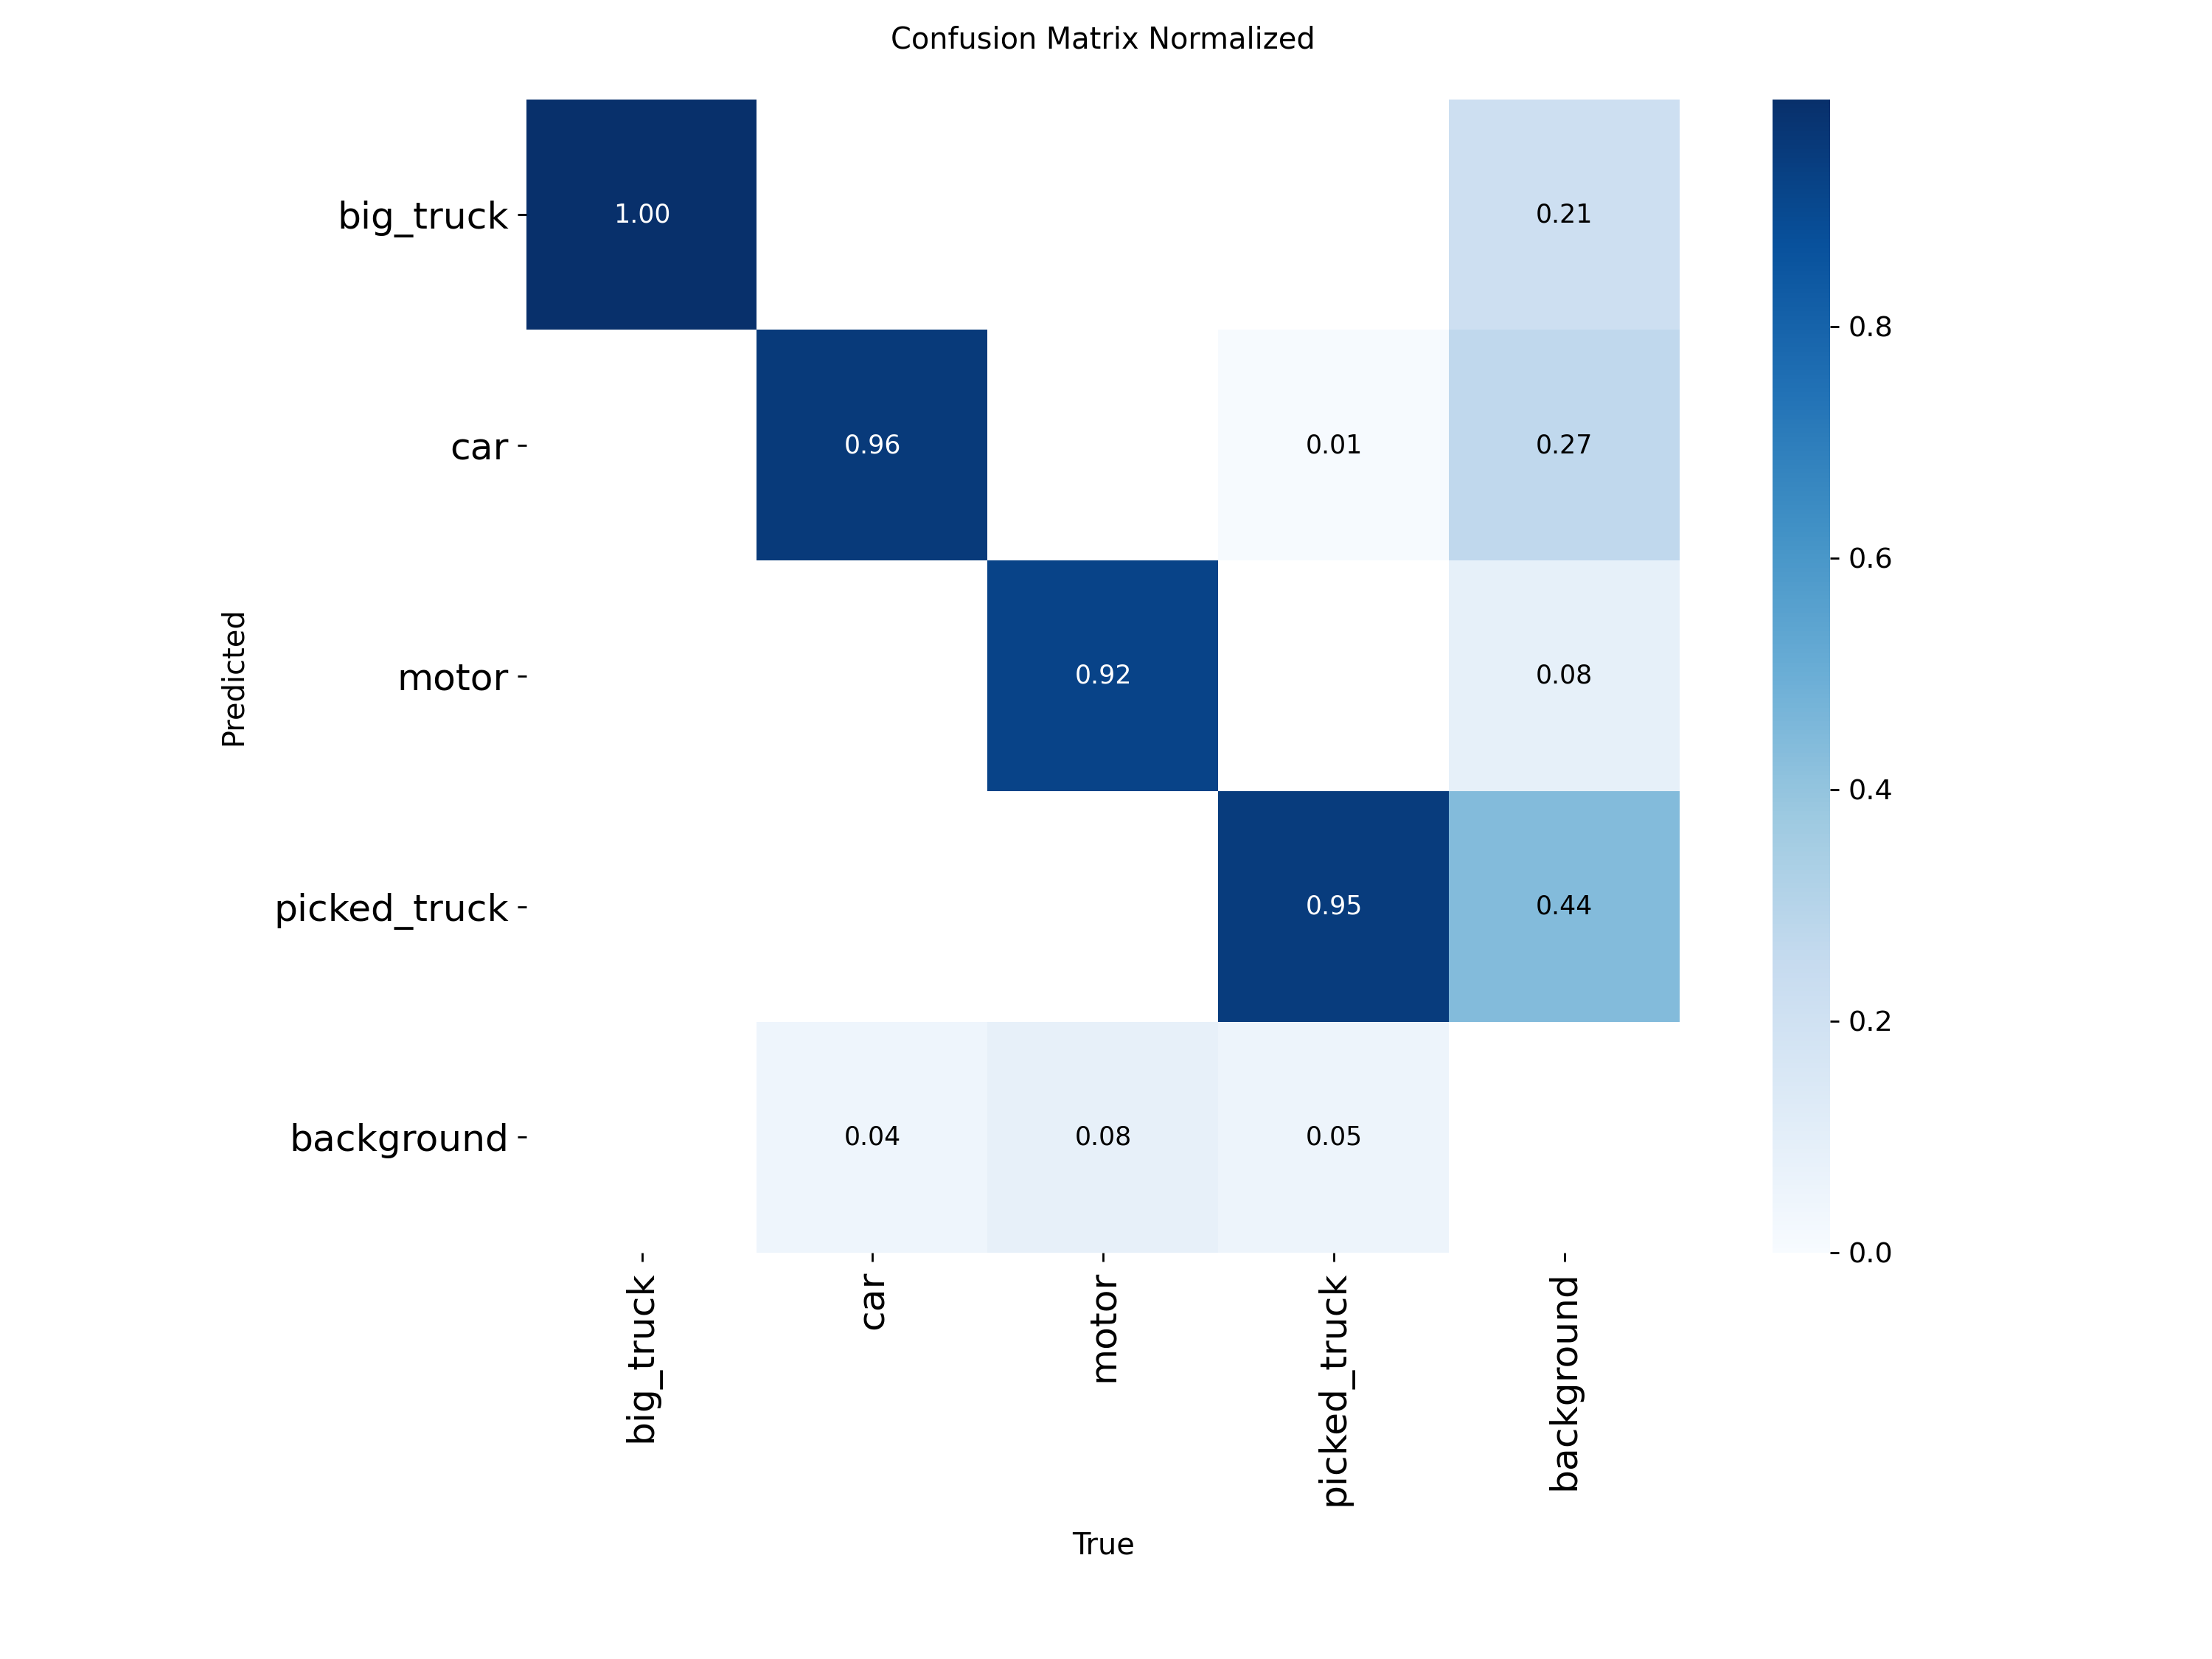 Confusion Matrix Normalized
big_truck
1.00
0.21
car
0.96
0.01
0.27
motor
0.92
0.08
picked_truck
0.95
0.44
background
0.04
0.08
0.05
Predicted
big_truck
car
motor
picked_truck
background
True
0.8
0.6
0.4
0.2
0.0